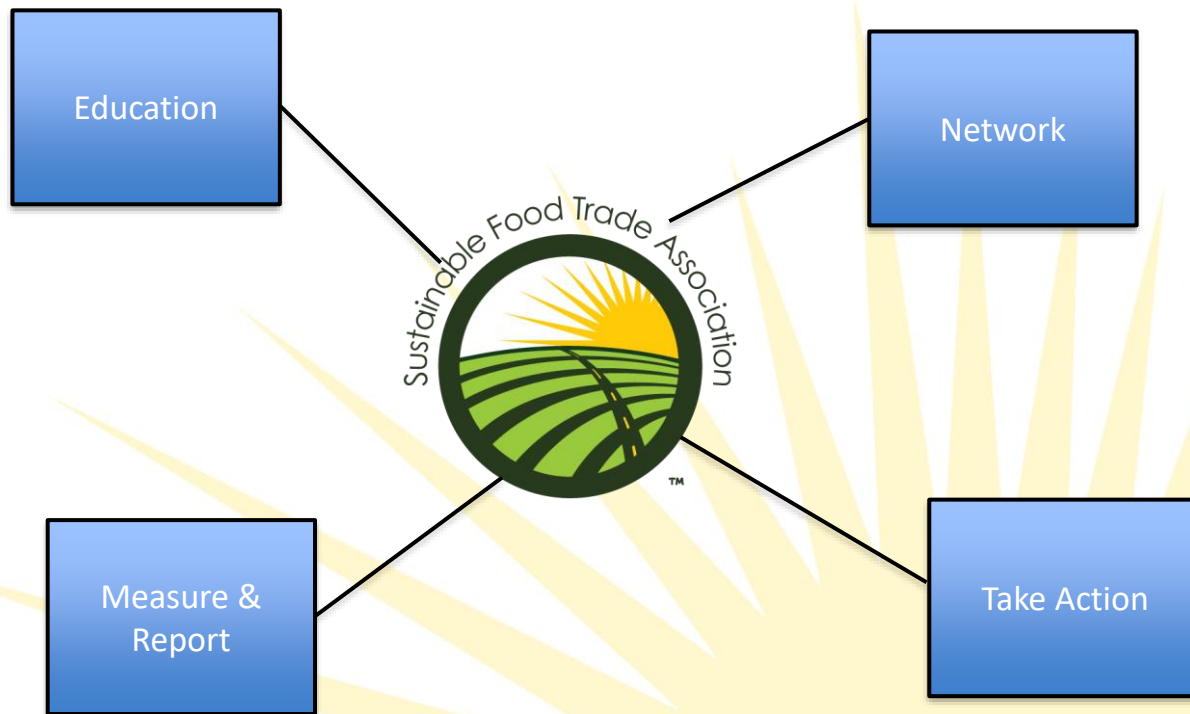 Education
Network
Sustainable Food Trade Association
TM
Measure &
Report
Take Action